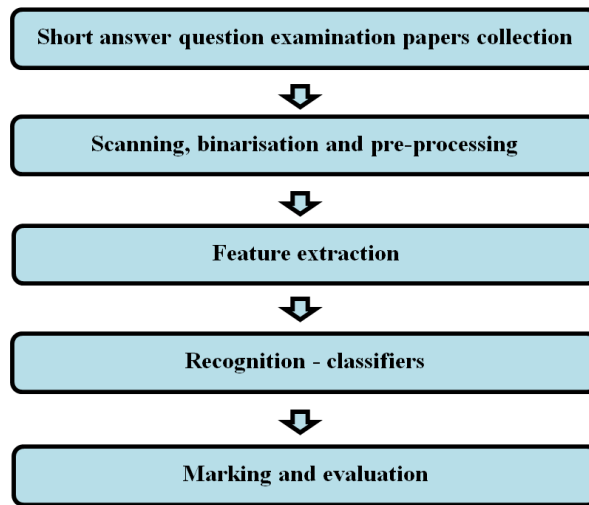 Short answer question examination papers collection
Scanning, binarisation and pre-processing
Feature extraction
Recognition - classifiers
Marking and evaluation